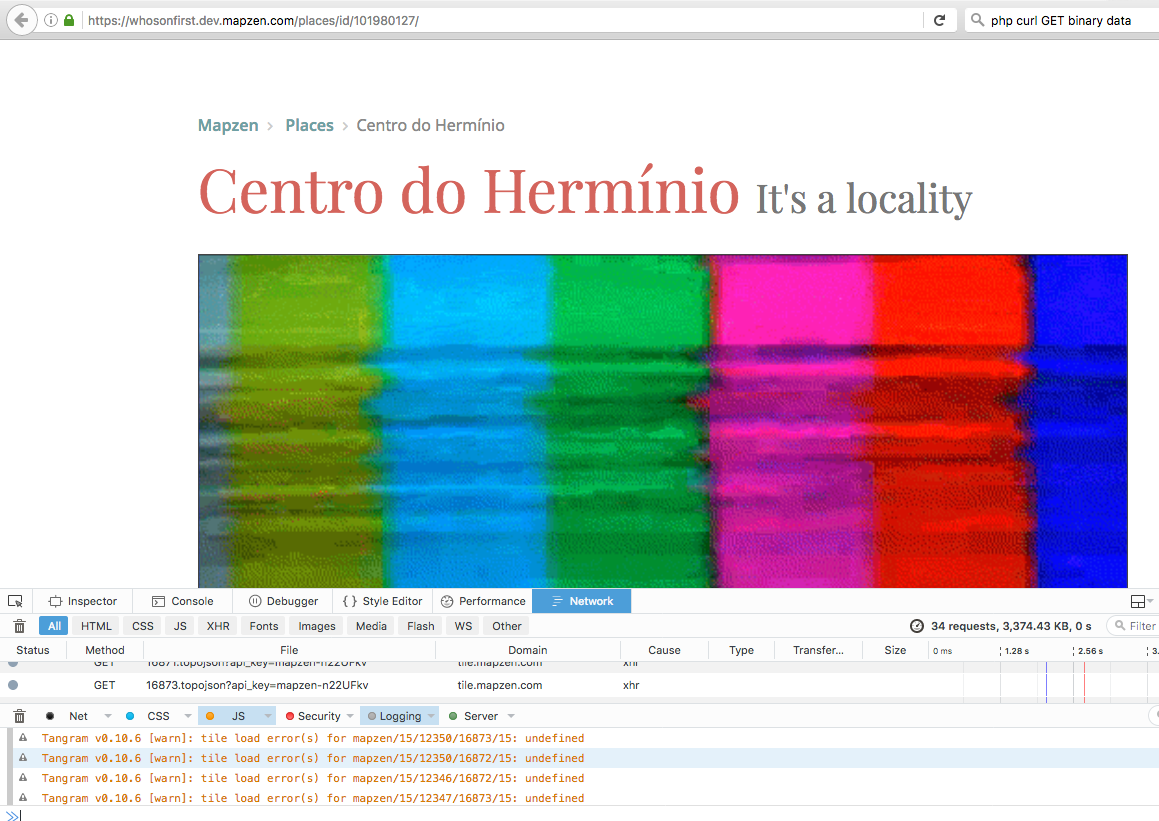 https://whosonfirst.dev.mapzen.com/places/id/101980127/ php curl GET binary data
Mapzen › Places › Centro do Hermínio
Centro do Hermínio It's a locality
Inspector Console Debugger { } Style Editor Performance Network
All HTML CSS JS XHR Fonts Images Media Flash WS Other 34 requests, 3,374.43 KB, 0 s Filter
Status Method File Domain Cause Type Transfer... Size 0 ms 1.28 s 2.56 s 3.
GET 16871.topojson?api_key=mapzen-n22UFkv tile.mapzen.com xhr
GET 16873.topojson?api_key=mapzen-n22UFkv tile.mapzen.com xhr
Net CSS JS Security Logging Server
Tangram v0.10.6 [warn]: tile load error(s) for mapzen/15/12350/16873/15: undefined
Tangram v0.10.6 [warn]: tile load error(s) for mapzen/15/12350/16872/15: undefined
Tangram v0.10.6 [warn]: tile load error(s) for mapzen/15/12346/16872/15: undefined
Tangram v0.10.6 [warn]: tile load error(s) for mapzen/15/12347/16873/15: undefined
»